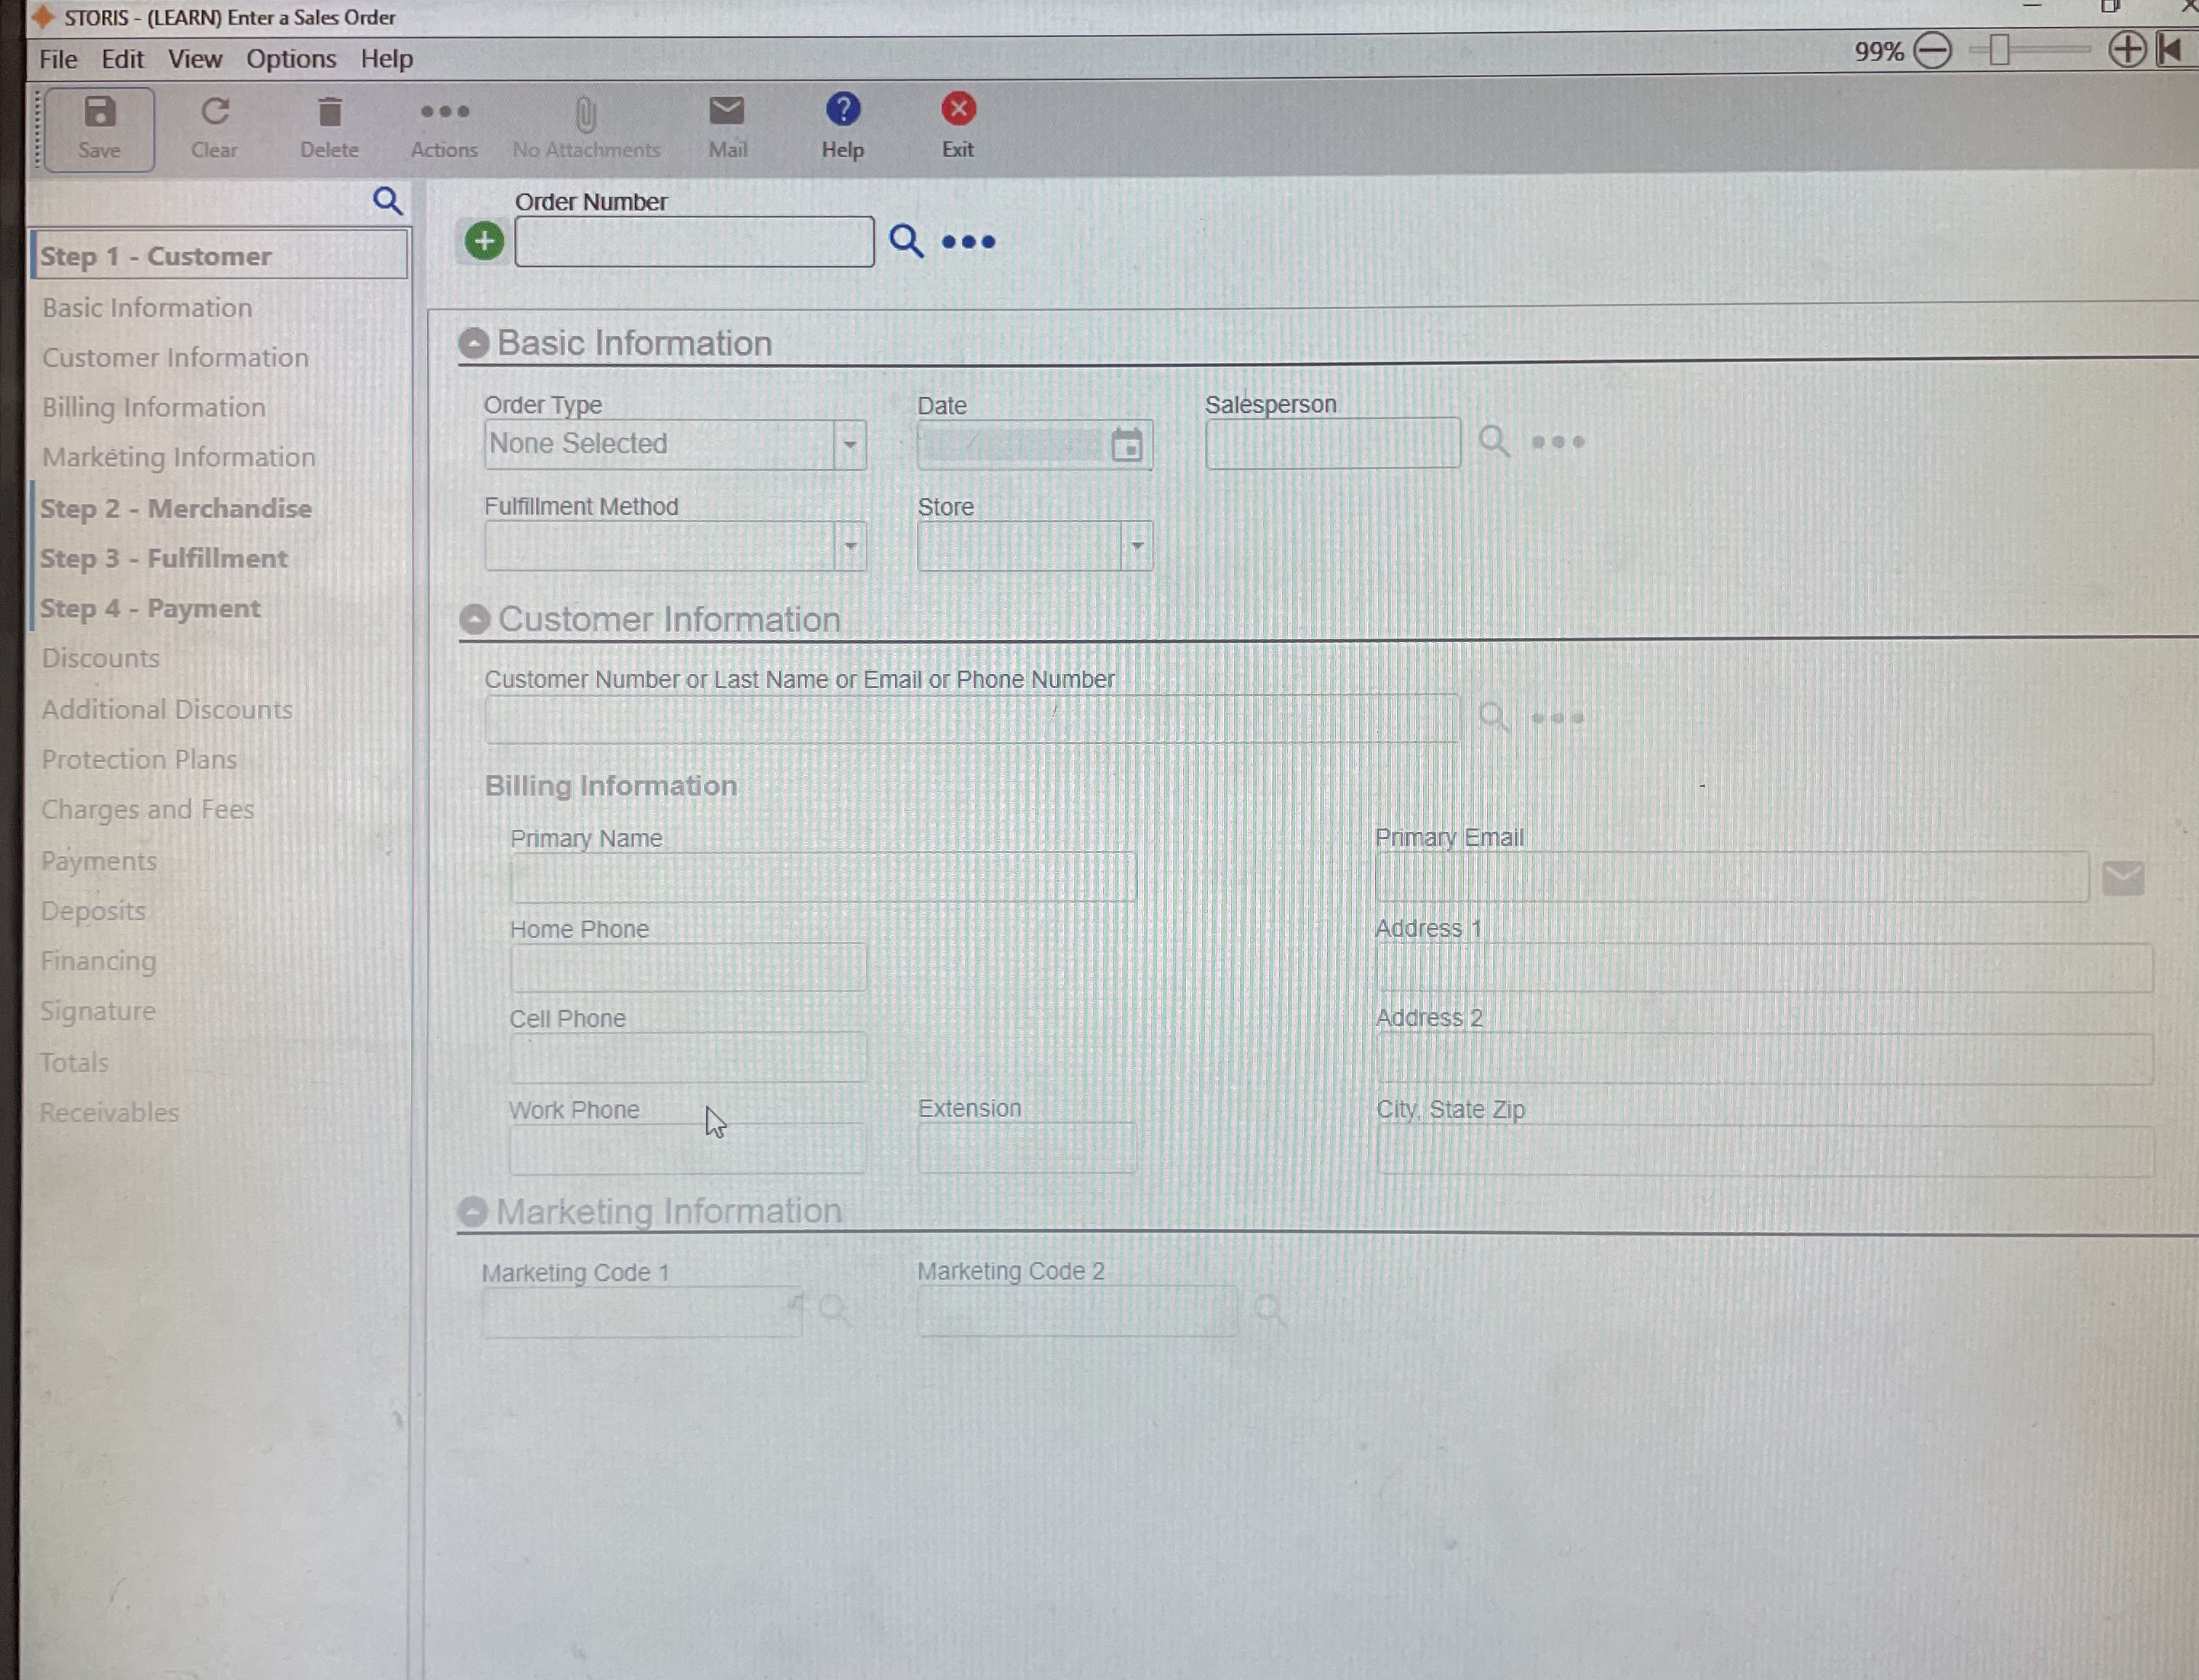 STORIS - (LEARN) Enter a Sales Order
File Edit View Options Help 99%
Save Clear Delete Actions No Attachments Mail Help Exit
Order Number
Step 1 - Customer
Basic Information
Customer Information
Billing Information
Marketing Information
Step 2 - Merchandise
Step 3 - Fulfillment
Step 4 - Payment
Discounts
Additional Discounts
Protection Plans
Charges and Fees
Payments
Deposits
Financing
Signature
Totals
Receivables
Basic Information
Order Type Date Salesperson
None Selected
Fulfillment Method Store
Customer Information
Customer Number or Last Name or Email or Phone Number
Billing Information
Primary Name Primary Email
Home Phone Address 1
Cell Phone Address 2
Work Phone Extension City, State Zip
Marketing Information
Marketing Code 1 Marketing Code 2